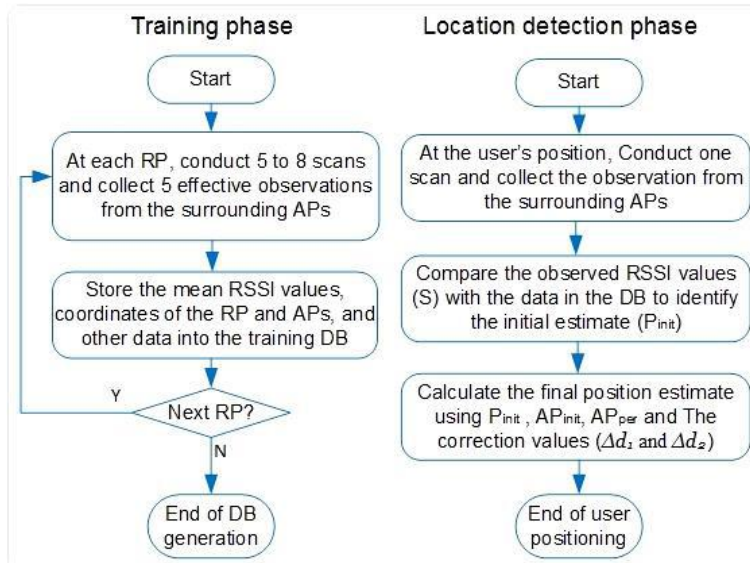 Training phase
Start
At each RP, conduct 5 to 8 scans
and collect 5 effective observations
from the surrounding APs
Store the mean RSSI values,
coordinates of the RP and APs, and
other data into the training DB
Y
Next RP?
N
End of DB
generation
Location detection phase
Start
At the user's position, Conduct one
scan and collect the observation from
the surrounding APs
Compare the observed RSSI values
(S) with the data in the DB to identify
the initial estimate (Pinit)
Calculate the final position estimate
using Pinit , APinit, APper and The
correction values (Δd₁ and Δd₂)
End of user
positioning